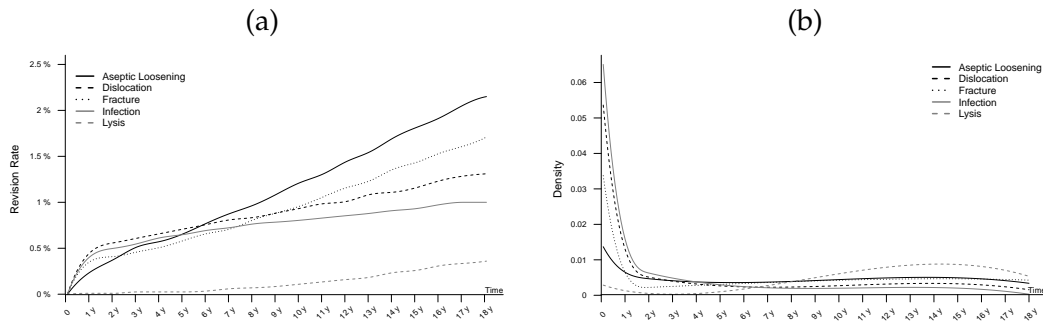 (a)
(b)
Revision Rate
2.5 %
2 %
1.5 %
1 %
0.5 %
0 %
Aseptic Loosening
Dislocation
Fracture
Infection
Lysis
Time
0 1 y 2 y 3 y 4 y 5 y 6 y 7 y 8 y 9 y 10 y 11 y 12 y 13 y 14 y 15 y 16 y 17 y 18 y
Density
0.06
0.05
0.04
0.03
0.02
0.01
0
Aseptic Loosening
Dislocation
Fracture
Infection
Lysis
Time
0 1 y 2 y 3 y 4 y 5 y 6 y 7 y 8 y 9 y 10 y 11 y 12 y 13 y 14 y 15 y 16 y 17 y 18 y